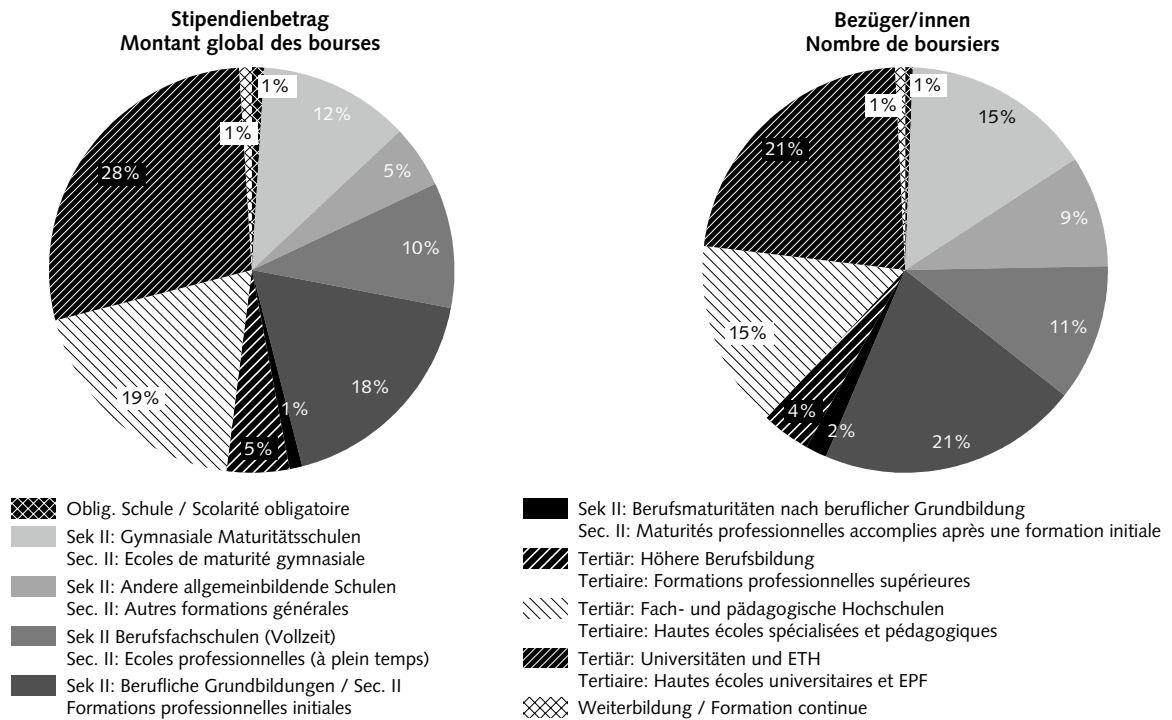 Stipendienbetrag
Montant global des bourses
1%
12%
1%
5%
28%
10%
18%
19%
1%
5%
Bezüger/innen
Nombre de boursiers
1%
1%
15%
21%
9%
11%
15%
4%
2%
21%
Oblig. Schule / Scolarité obligatoire
Sek II: Gymnasiale Maturitätsschulen
Sec. II: Ecoles de maturité gymnasiale
Sek II: Andere allgemeinbildende Schulen
Sec. II: Autres formations générales
Sek II Berufsfachschulen (Vollzeit)
Sec. II: Ecoles professionnelles (à plein temps)
Sek II: Berufliche Grundbildungen / Sec. II
Formations professionnelles initiales
Sek II: Berufsmaturitäten nach beruflicher Grundbildung
Sec. II: Maturités professionnelles accomplies après une formation initiale
Tertiär: Höhere Berufsbildung
Tertiaire: Formations professionnelles supérieures
Tertiär: Fach- und pädagogische Hochschulen
Tertiaire: Hautes écoles spécialisées et pédagogiques
Tertiär: Universitäten und ETH
Tertiaire: Hautes écoles universitaires et EPF
Weiterbildung / Formation continue